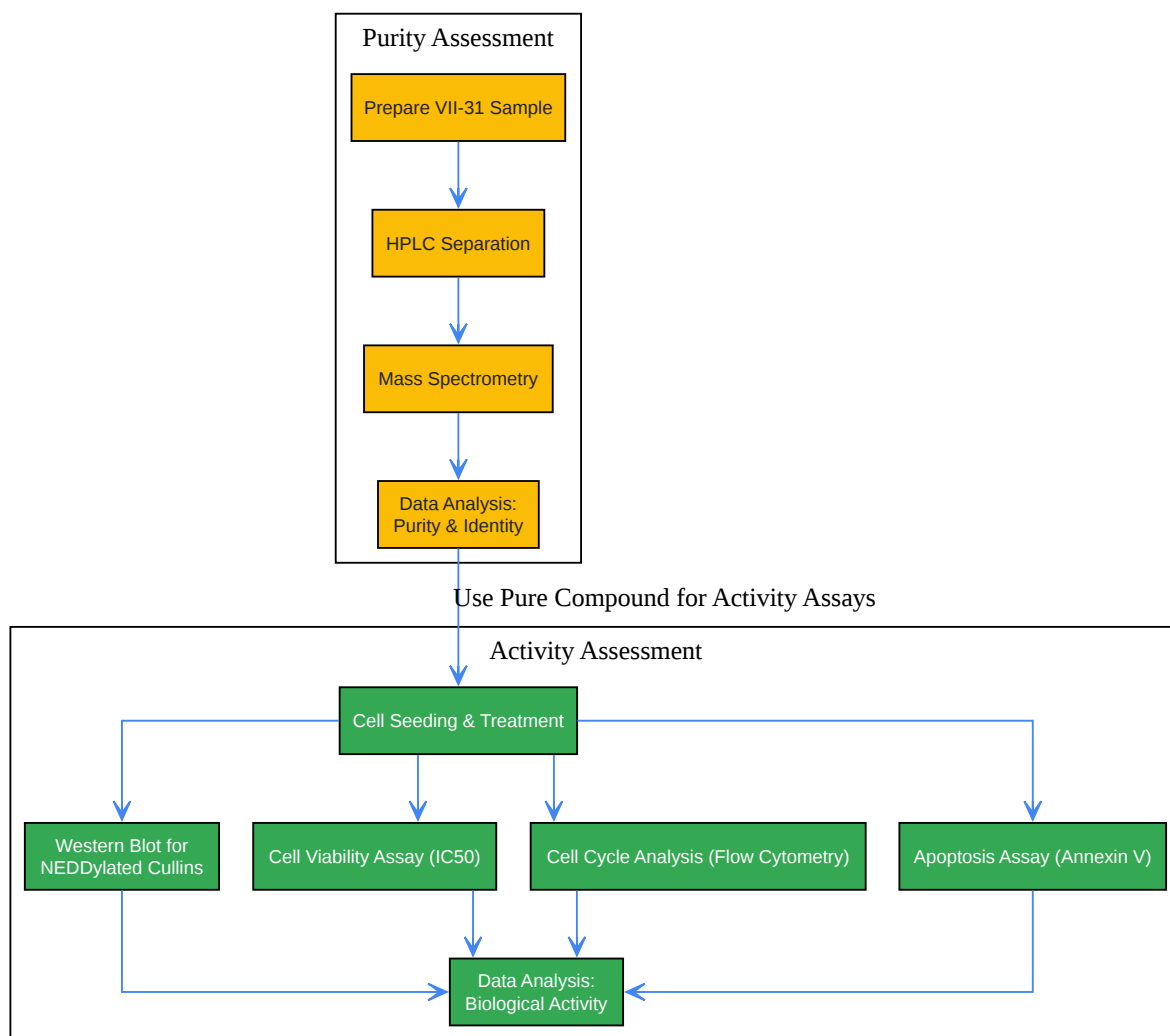 Purity Assessment
Prepare VII-31 Sample
HPLC Separation
Mass Spectrometry
Data Analysis:
Purity & Identity
Use Pure Compound for Activity Assays
Activity Assessment
Cell Seeding & Treatment
Western Blot for
NEDDylated Cullins
Cell Viability Assay (IC50)
Cell Cycle Analysis (Flow Cytometry)
Apoptosis Assay (Annexin V)
Data Analysis:
Biological Activity